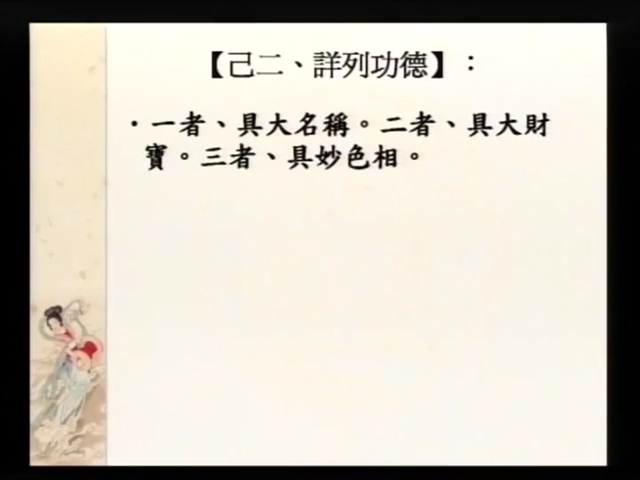 【己二、詳列功德】：
·一者、具大名稱。二者、具大財
寶。三者、具妙色相。